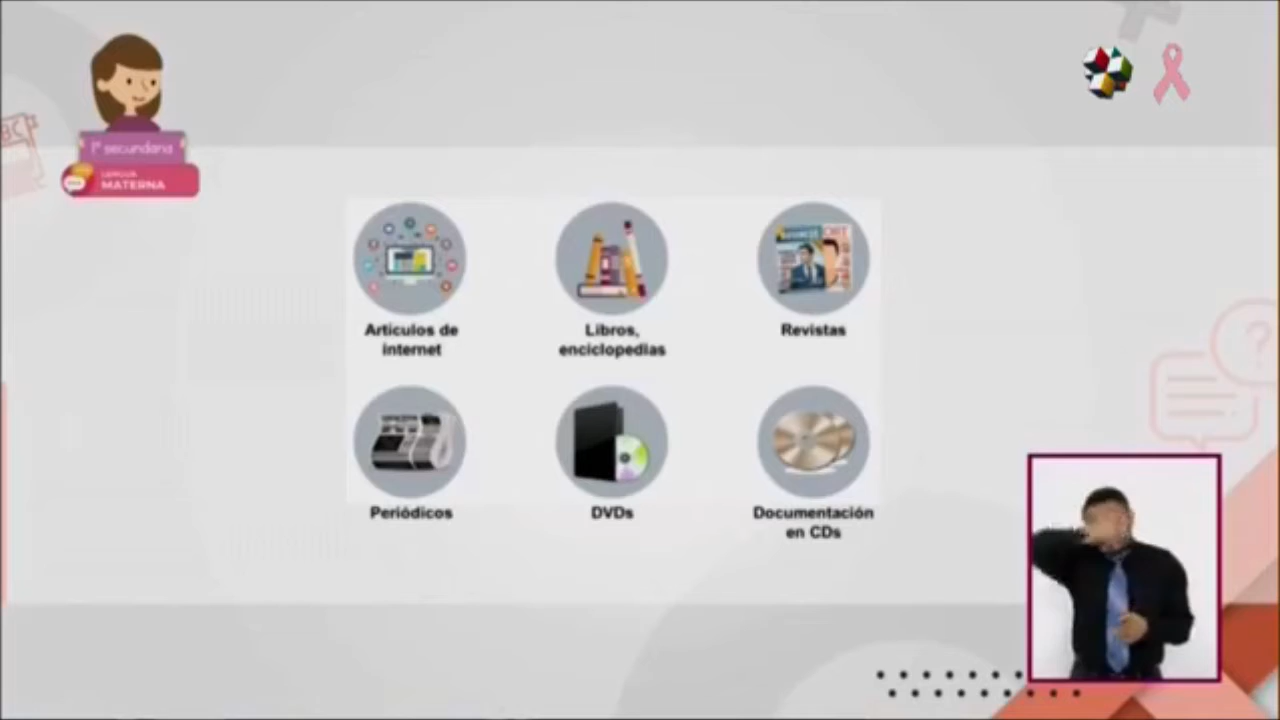 1° secundaria
LENGUA
MATERNA
Artículos de
internet
Libros,
enciclopedias
Revistas
Periódicos
DVDs
Documentación
en CDs